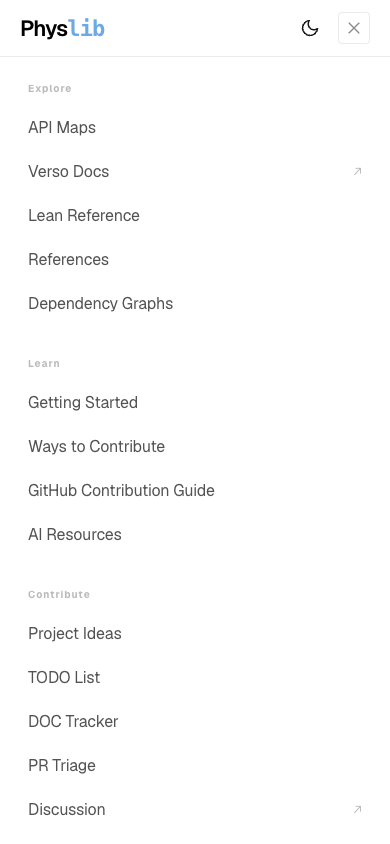 Physlib
Explore
API Maps
Verso Docs
Lean Reference
References
Dependency Graphs
Learn
Getting Started
Ways to Contribute
GitHub Contribution Guide
AI Resources
Contribute
Project Ideas
TODO List
DOC Tracker
PR Triage
Discussion